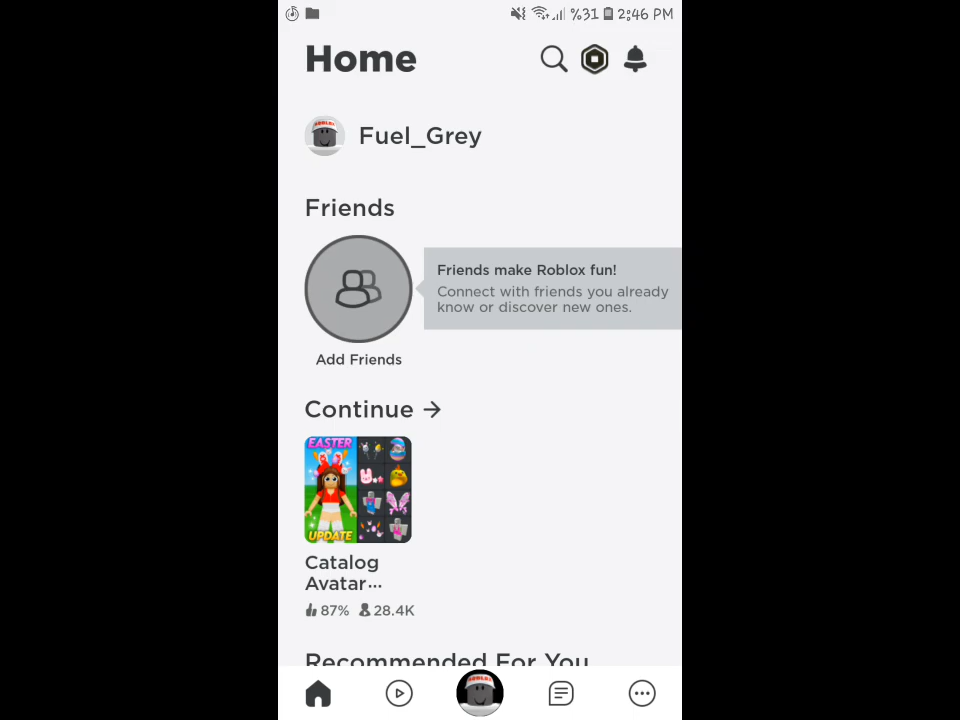 %31 2:46 PM
Home
Fuel_Grey
Friends
Friends make Roblox fun!
Connect with friends you already
know or discover new ones.
Add Friends
Continue →
EASTER
UPDATE
Catalog
Avatar...
87% 28.4K
Recommended For You